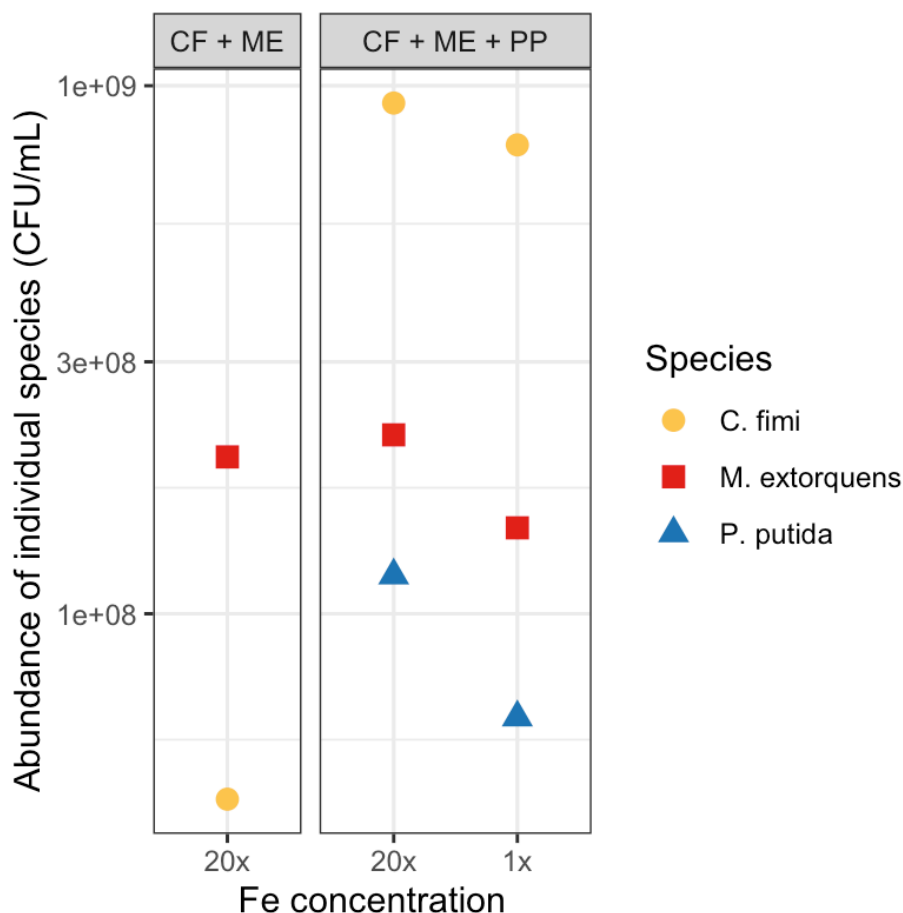 CF + ME
CF + ME + PP
Abundance of individual species (CFU/mL)
1e+09
3e+08
1e+08
20x
20x
1x
Fe concentration
Species
C. fimi
M. extorquens
P. putida